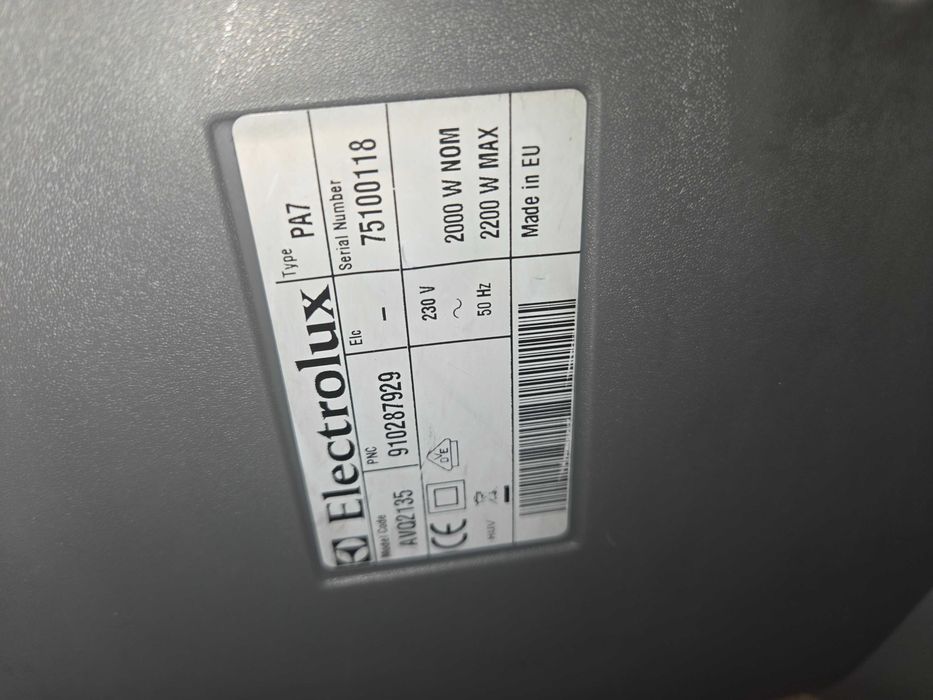 Electrolux
Type
PA7
Model Code
AVQ2135
PNC
910287929
Elc
–
Serial Number
75100118
CE
DVE
230 V
~
50 Hz
2000 W NOM
2200 W MAX
Made in EU